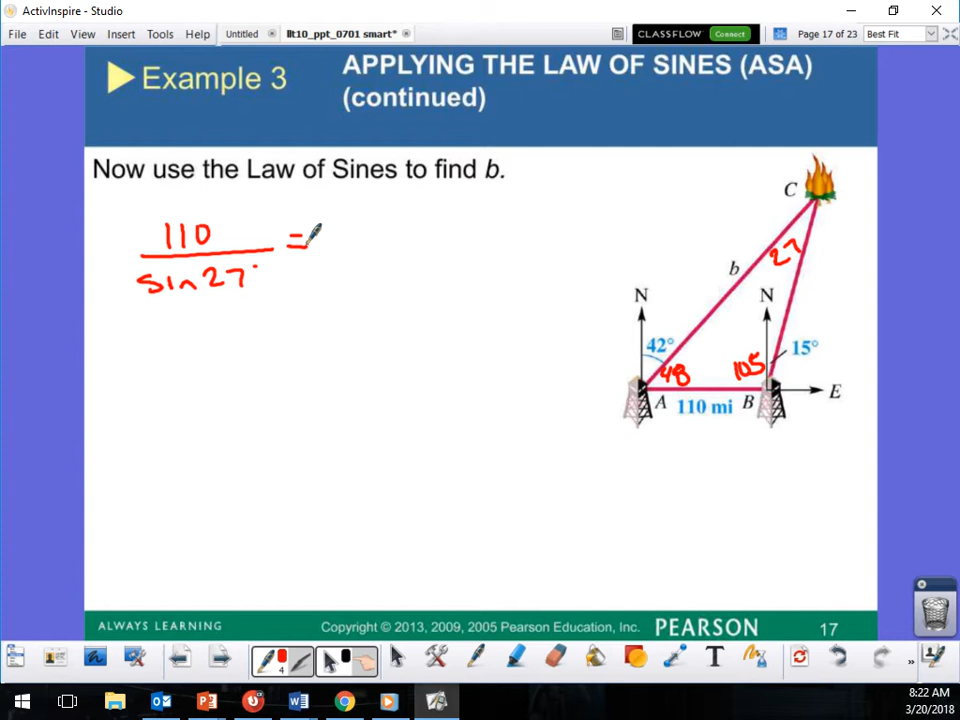 ActivInspire - Studio
File Edit View Insert Tools Help Untitled llt10_ppt_0701 smart* CLASSFLOW Connect Page 17 of 23 Best Fit
Example 3
APPLYING THE LAW OF SINES (ASA)
(continued)
Now use the Law of Sines to find b.
110
=
sin27°
C
27
b
N
N
42°
15°
48
105
A
110 mi
B
E
ALWAYS LEARNING Copyright © 2013, 2009, 2005 Pearson Education, Inc. PEARSON 17
4
T
»
8:22 AM
3/20/2018